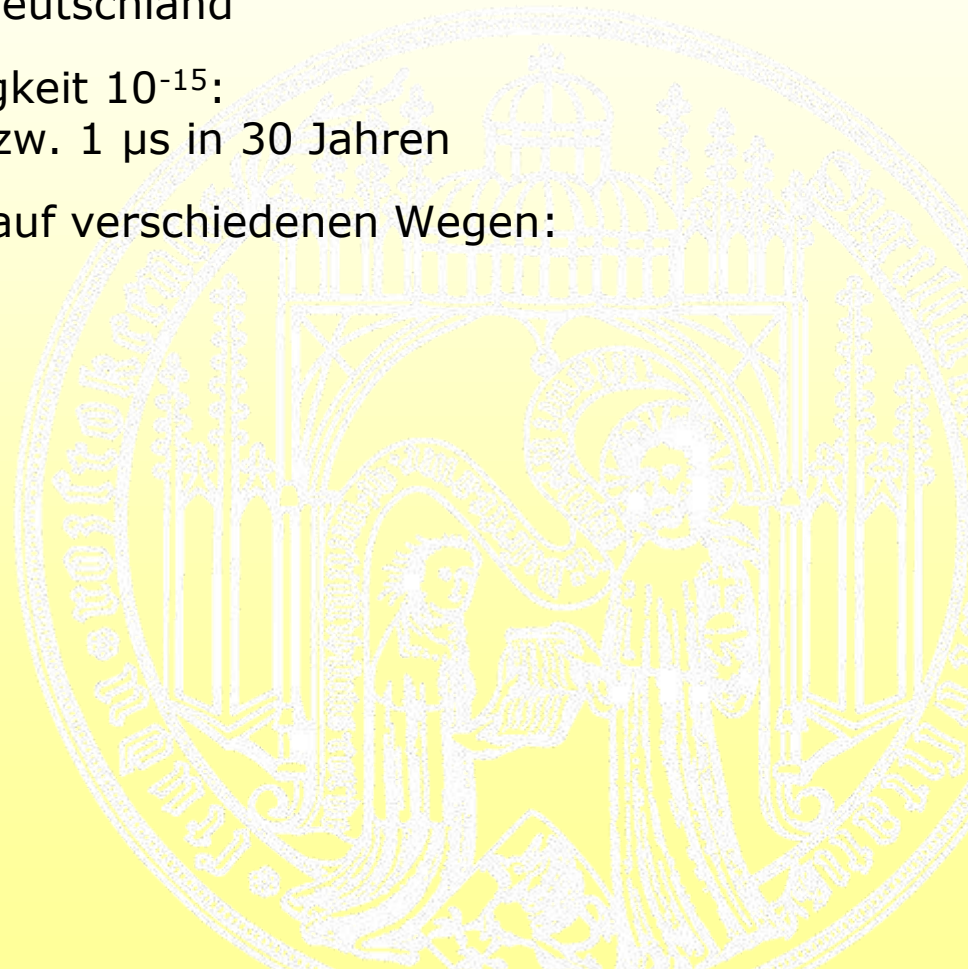 eutschland
gkeit 10⁻¹⁵:
zw. 1 µs in 30 Jahren
auf verschiedenen Wegen: